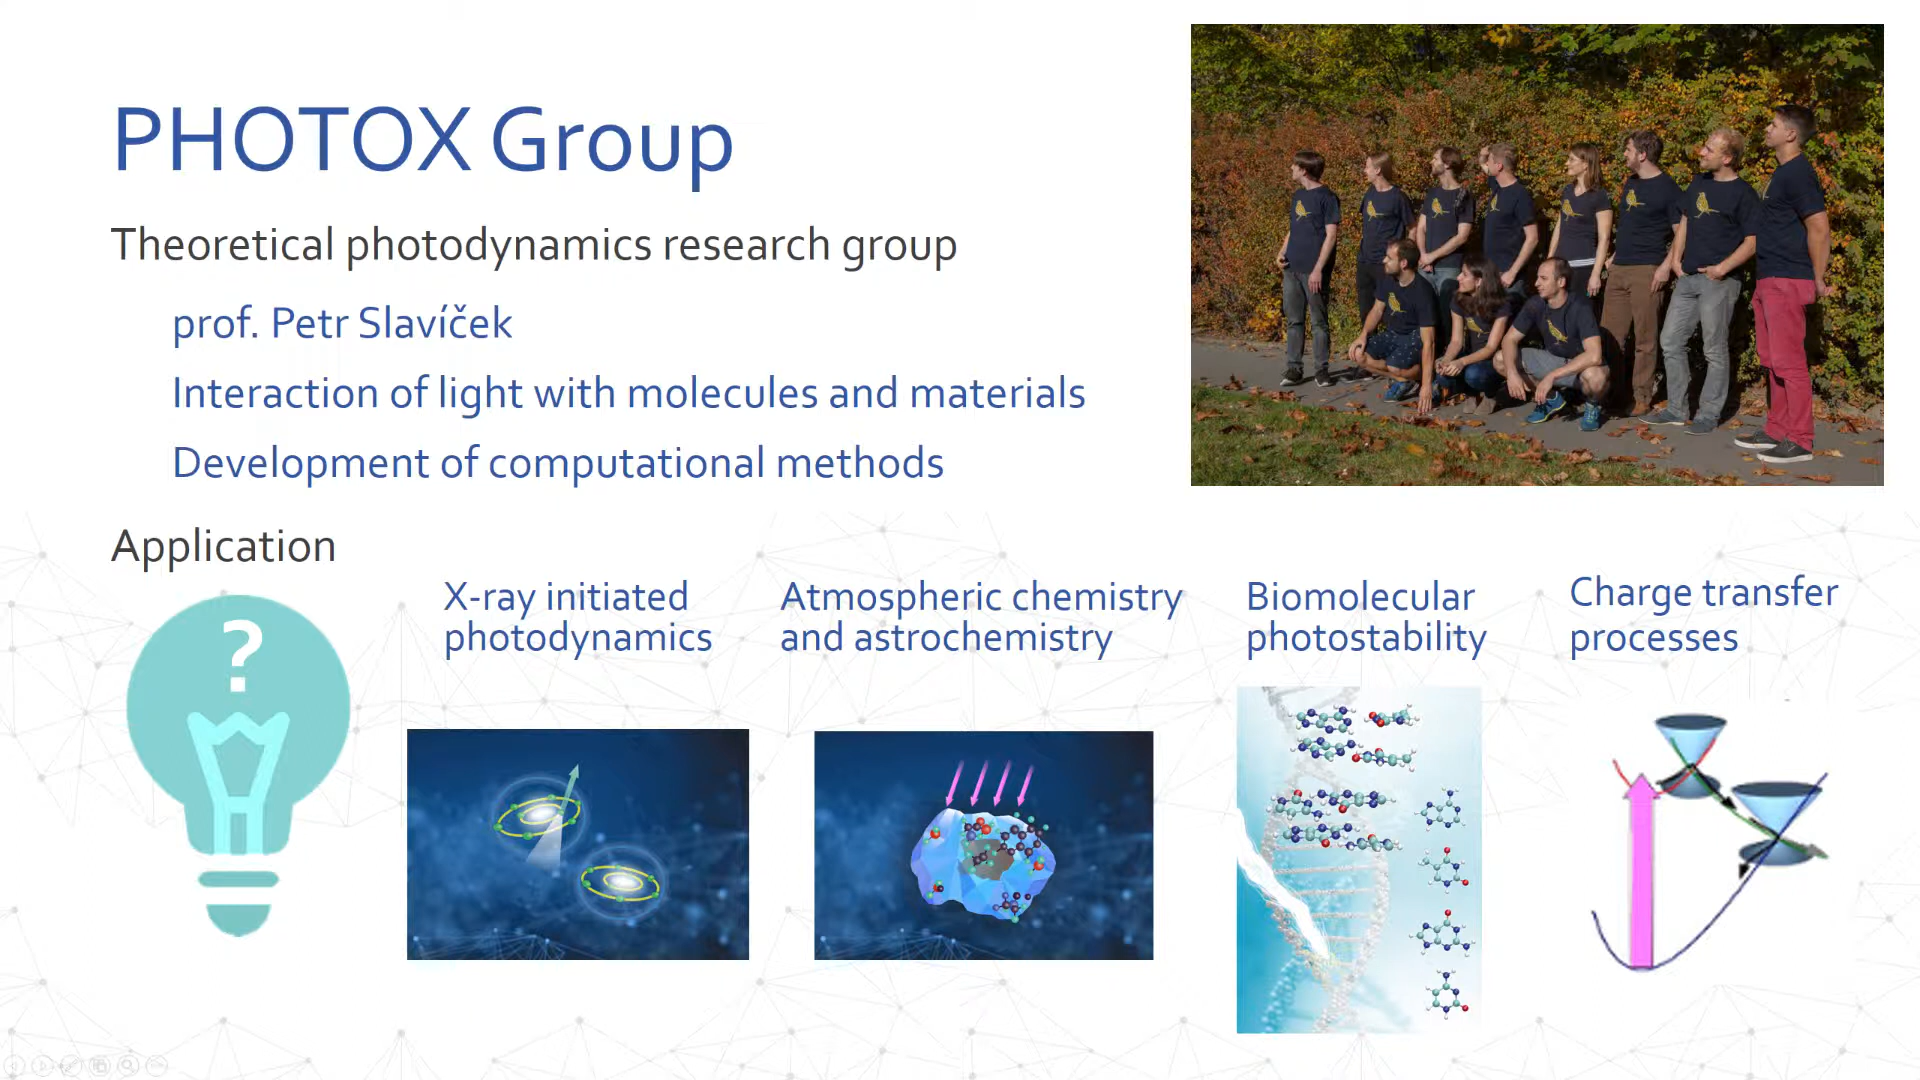 PHOTOX Group
Theoretical photodynamics research group
prof. Petr Slavíček
Interaction of light with molecules and materials
Development of computational methods
Application
?
X-ray initiated
photodynamics
Atmospheric chemistry
and astrochemistry
Biomolecular
photostability
Charge transfer
processes